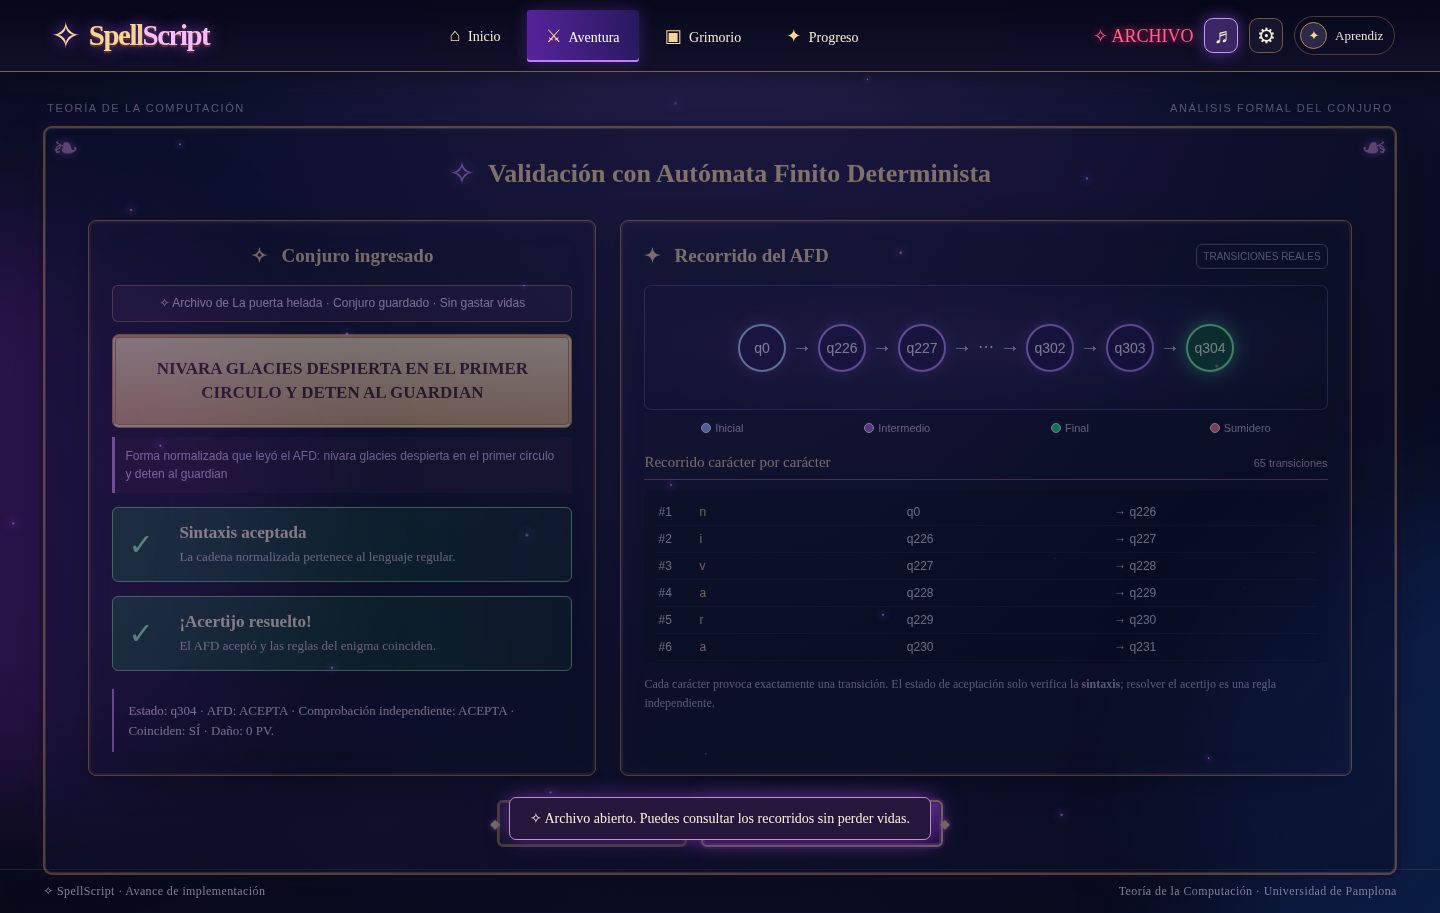 ✧ SpellScript
⌂ Inicio
⚔ Aventura
▣ Grimorio
✦ Progreso
✧ ARCHIVO
♬
⚙
✦ Aprendiz
TEORÍA DE LA COMPUTACIÓN
ANÁLISIS FORMAL DEL CONJURO
✧ Validación con Autómata Finito Determinista
✧ Conjuro ingresado
✧ Archivo de La puerta helada · Conjuro guardado · Sin gastar vidas
NIVARA GLACIES DESPIERTA EN EL PRIMER
CIRCULO Y DETEN AL GUARDIAN
Forma normalizada que leyó el AFD: nivara glacies despierta en el primer circulo
y deten al guardian
✓ Sintaxis aceptada
La cadena normalizada pertenece al lenguaje regular.
✓ ¡Acertijo resuelto!
El AFD aceptó y las reglas del enigma coinciden.
Estado: q304 · AFD: ACEPTA · Comprobación independiente: ACEPTA ·
Coinciden: SÍ · Daño: 0 PV.
✦ Recorrido del AFD
TRANSICIONES REALES
q0 → q226 → q227 → ··· → q302 → q303 → q304
Inicial
Intermedio
Final
Sumidero
Recorrido carácter por carácter
65 transiciones
#1 n q0 → q226
#2 i q226 → q227
#3 v q227 → q228
#4 a q228 → q229
#5 r q229 → q230
#6 a q230 → q231
Cada carácter provoca exactamente una transición. El estado de aceptación solo verifica la sintaxis; resolver el acertijo es una regla
independiente.
✧ Archivo abierto. Puedes consultar los recorridos sin perder vidas.
✧ SpellScript · Avance de implementación
Teoría de la Computación · Universidad de Pamplona